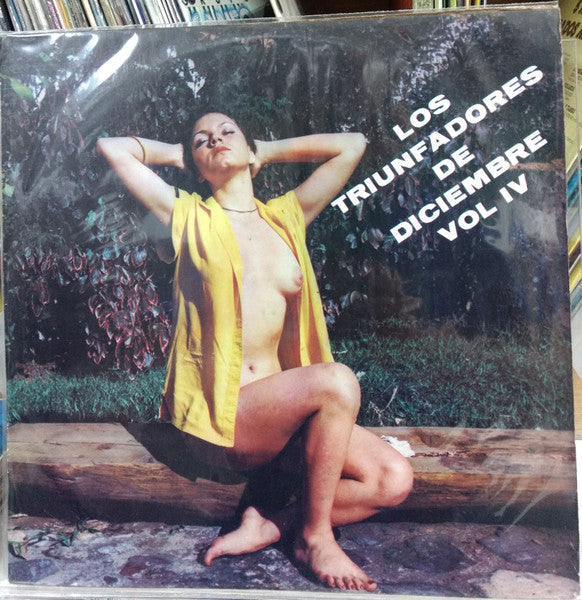 LOS
TRIUNFADORES
DE
DICIEMBRE
VOL IV